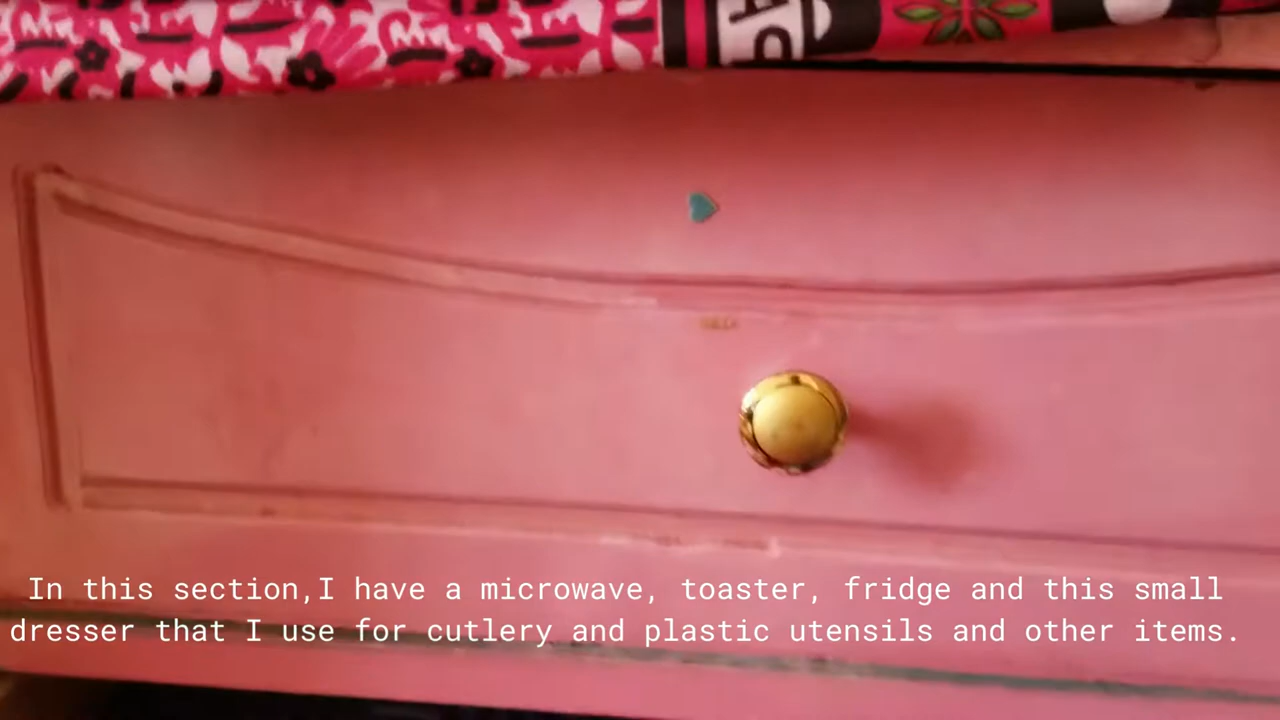 In this section,I have a microwave, toaster, fridge and this small
dresser that I use for cutlery and plastic utensils and other items.